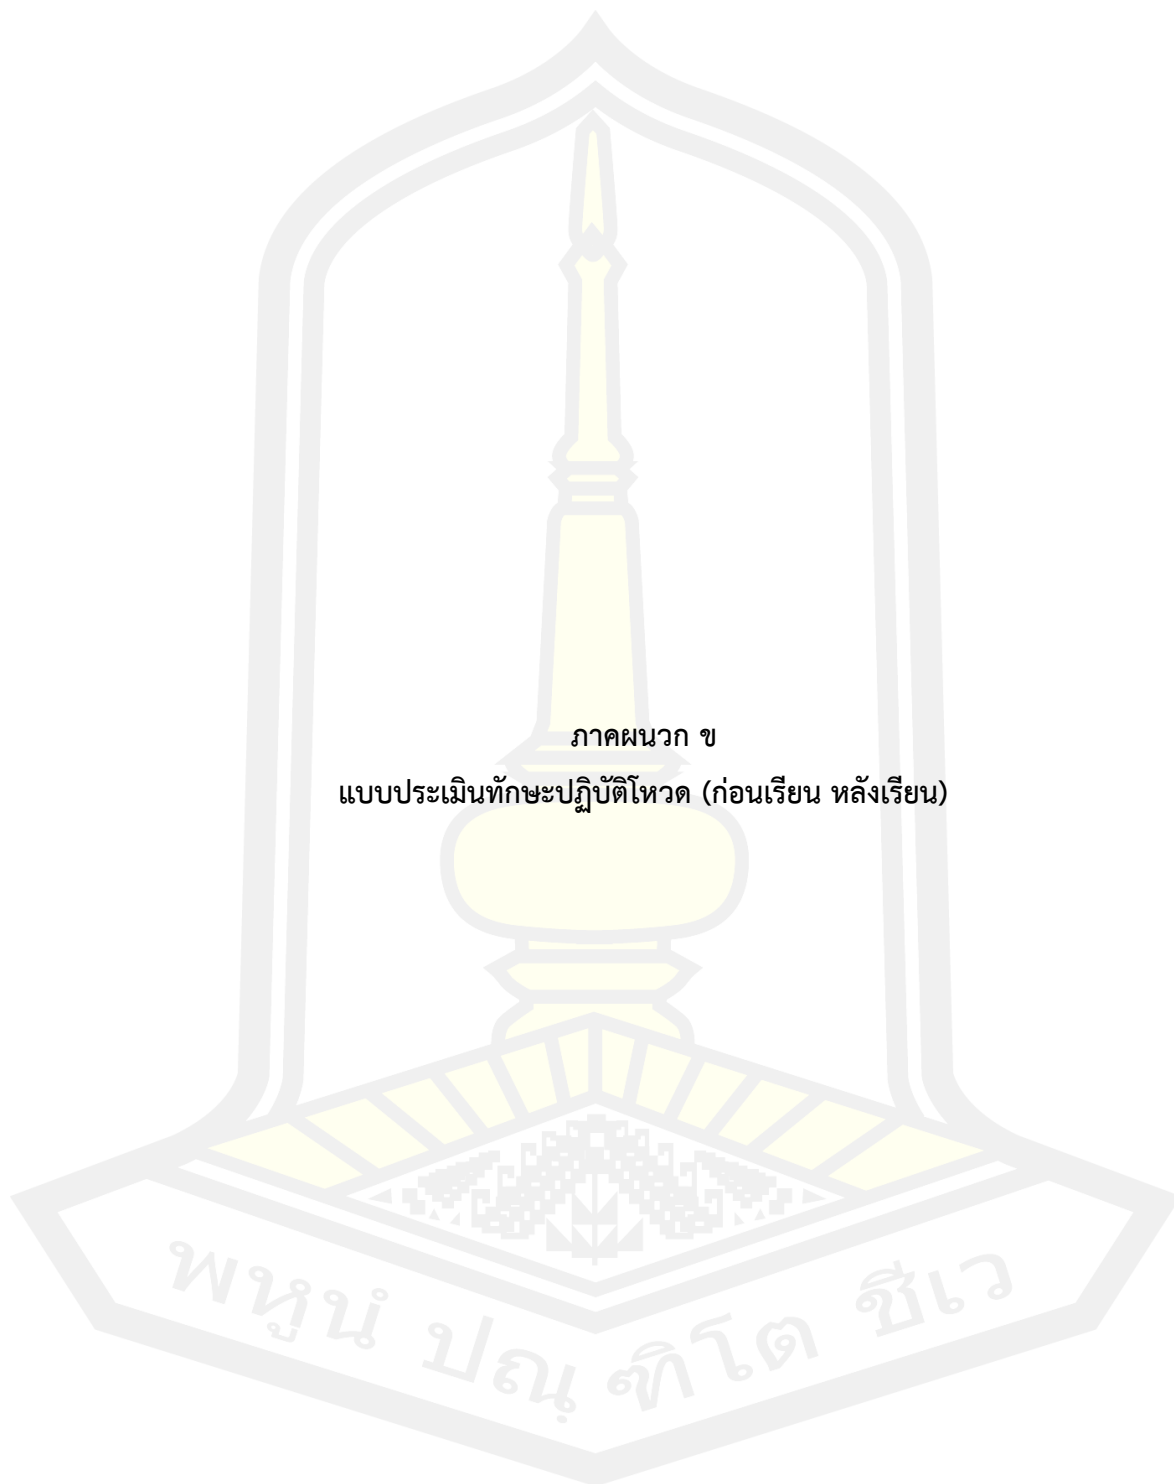 ภาคผนวก ข
แบบประเมินทักษะปฏิบัติโหวด (ก่อนเรียน หลังเรียน)
พหูนํ ปณฺฑิโต ชีเว